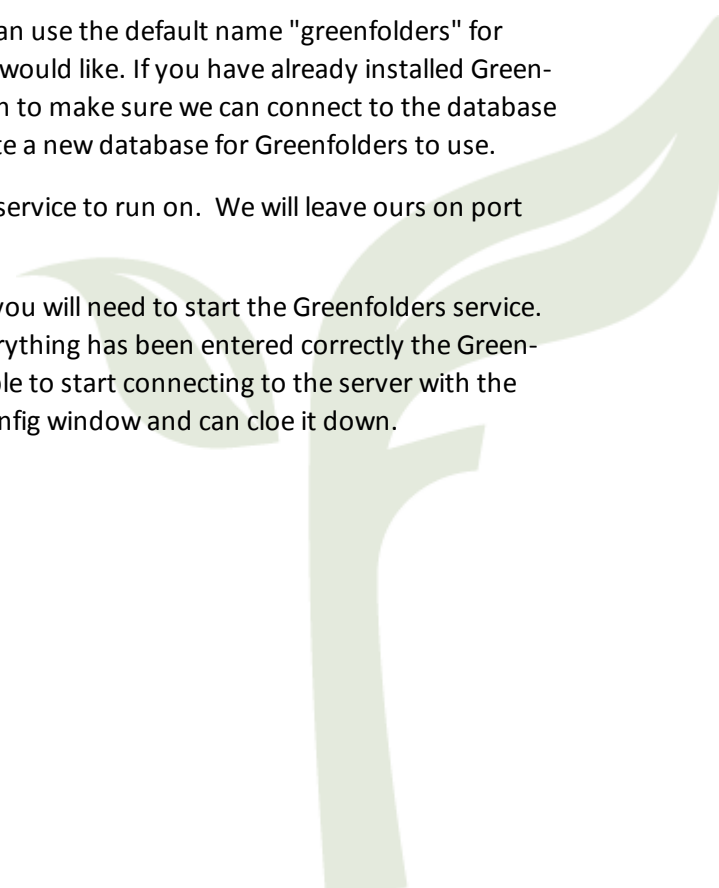 an use the default name "greenfolders" for
would like. If you have already installed Green-
n to make sure we can connect to the database
te a new database for Greenfolders to use.
service to run on.  We will leave ours on port
you will need to start the Greenfolders service.
rything has been entered correctly the Green-
ble to start connecting to the server with the
nfig window and can cloe it down.